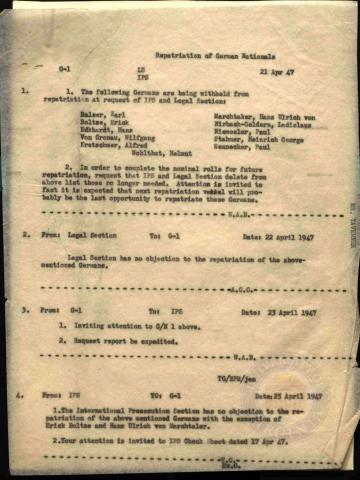 Repatriation of German Nationals
G-1 LS 21 Apr 47
IPS
1. 1. The following Germans are being withheld from
repatriation at request of IPS and Legal Section:
Balser, Karl Marchtaler, Hans Ulrich von
Boltze, Erich Mirbach-Geldern, Ladislaus
Eckhardt, Hans Niemoeler, Paul
Von Gronau, Wilfgang Stahmer, Heinrich George
Kretschmer, Alfred Wennecker, Paul
Wohlthat, Helmut
2. In order to complete the nominal rolls for future
repatriation, request that IPS and Legal Section delete from
above list those no longer needed. Attention is invited to
fact it is expected that next repatriation vessel will pro-
bably be the last opportunity to repatriate these Germans.
W.A.B.
2. From: Legal Section To: G-1 Date: 22 April 1947
Legal Section has no objection to the repatriation of the above-
mentioned Germans.
A.C.C.
3. From: G-1 To: IPS Date: 23 April 1947
1. Inviting attention to C/N 1 above.
2. Request report be expedited.
W.A.B.
4. From: IPS TO: G-1 Date: 25 April 1947
1.The International Prosecution Section has no objection to the re-
patriation of the above mentioned Germans with the exception of
Erich Boltze and Hans Ulrich von Marchtaler.
2.Your attention is invited to IPS Check Sheet dated 17 Apr 47.